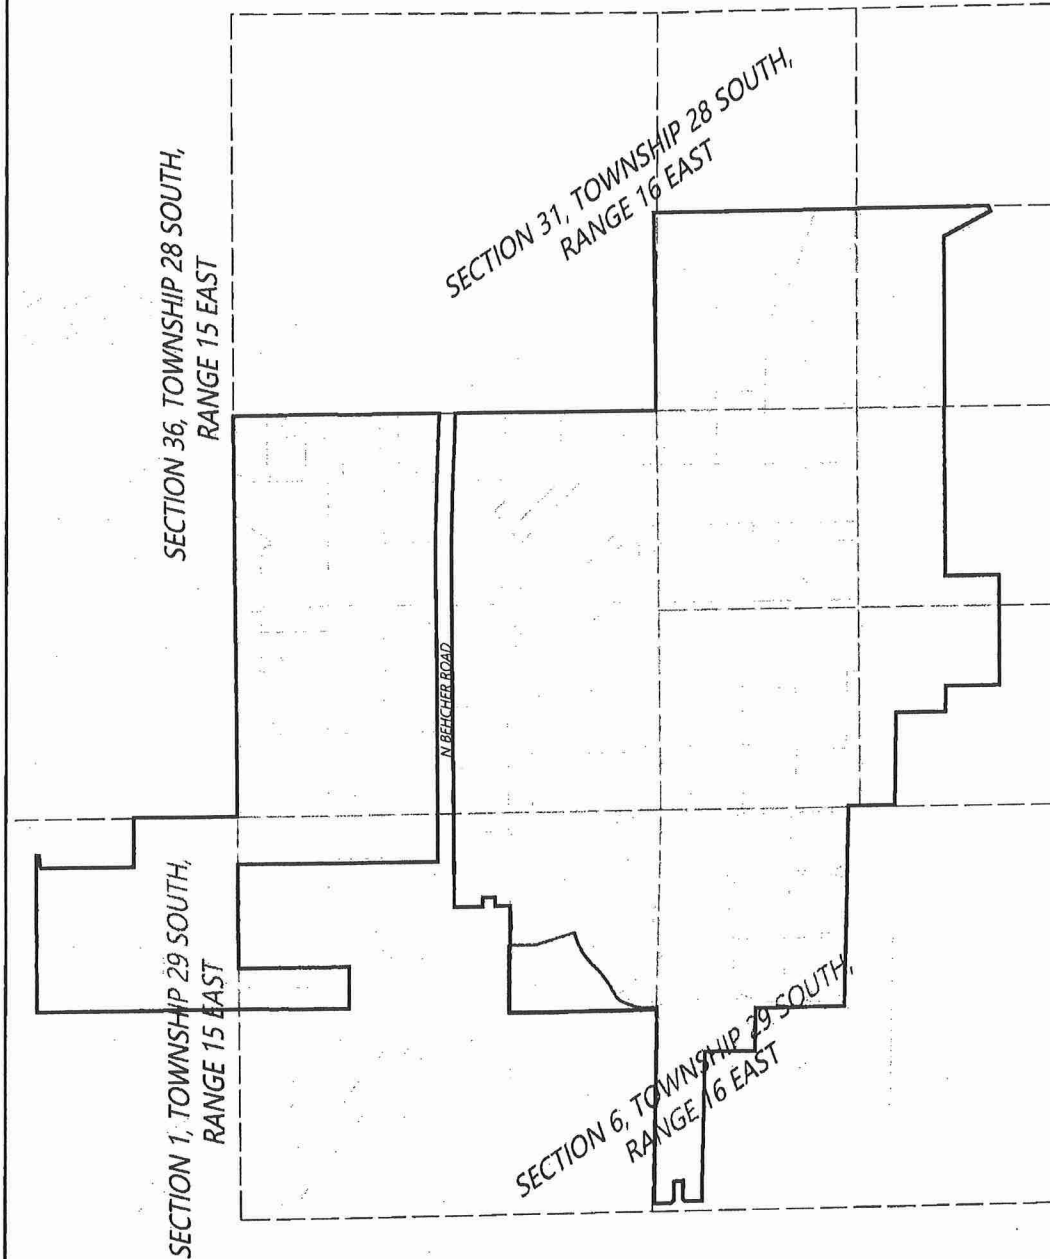 SECTION 36, TOWNSHIP 28 SOUTH,
RANGE 15 EAST
SECTION 31, TOWNSHIP 28 SOUTH,
RANGE 16 EAST
N BEHCHER ROAD
SECTION 1, TOWNSHIP 29 SOUTH,
RANGE 15 EAST
SECTION 6, TOWNSHIP 29 SOUTH,
RANGE 16 EAST